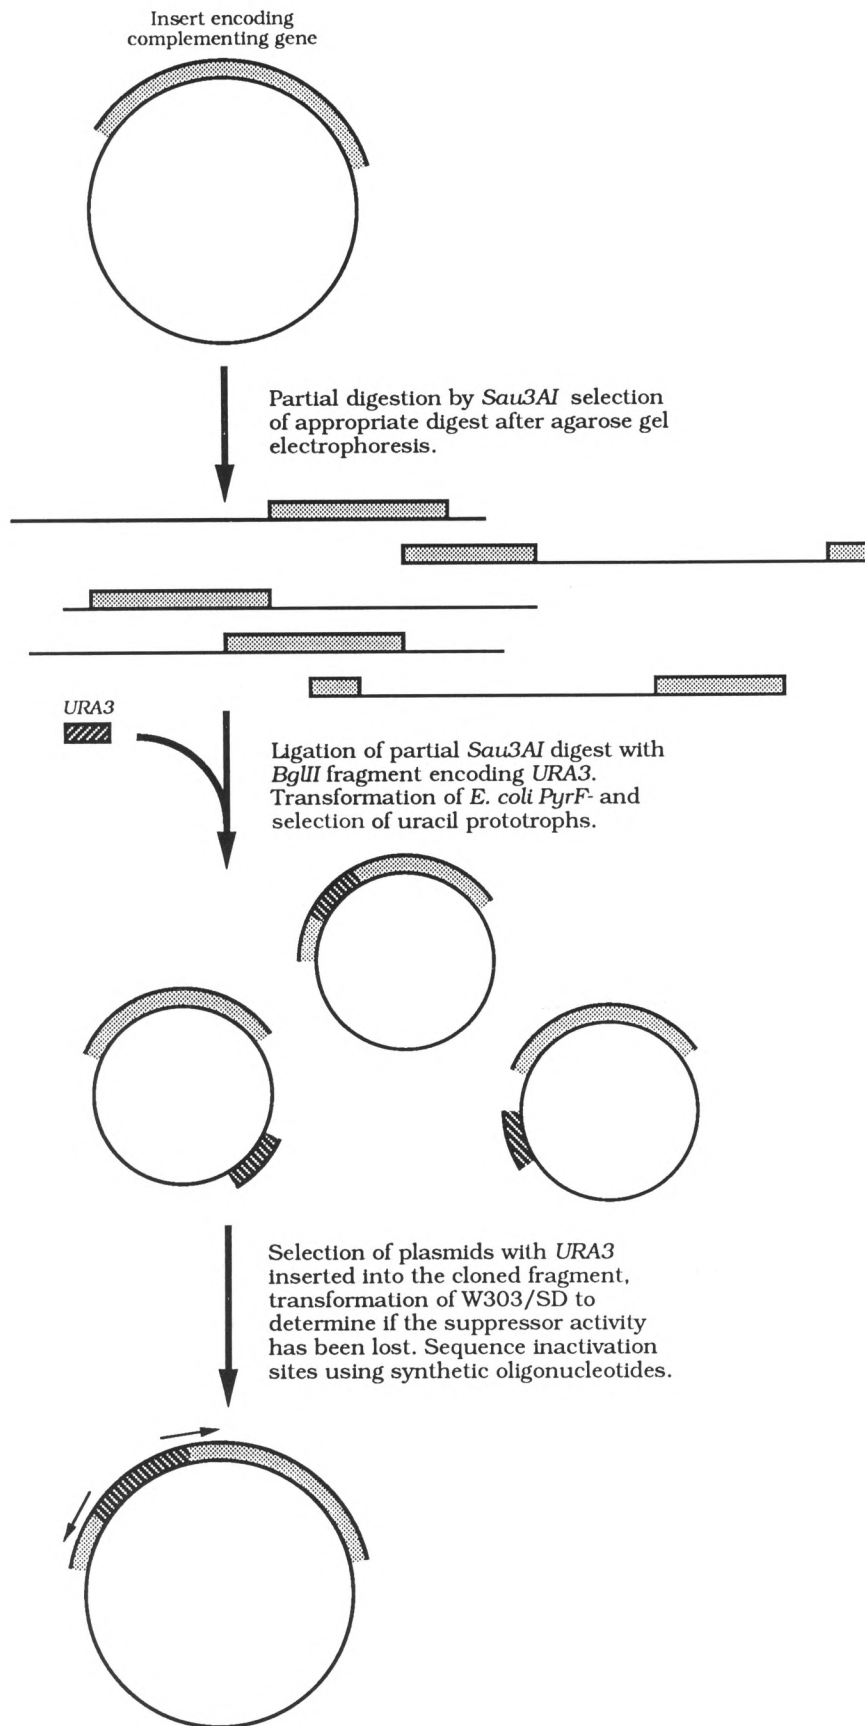 Insert encoding
complementing gene
Partial digestion by Sau3AI selection
of appropriate digest after agarose gel
electrophoresis.
URA3
Ligation of partial Sau3AI digest with
BglII fragment encoding URA3.
Transformation of E. coli PyrF- and
selection of uracil prototrophs.
Selection of plasmids with URA3
inserted into the cloned fragment,
transformation of W303/SD to
determine if the suppressor activity
has been lost. Sequence inactivation
sites using synthetic oligonucleotides.